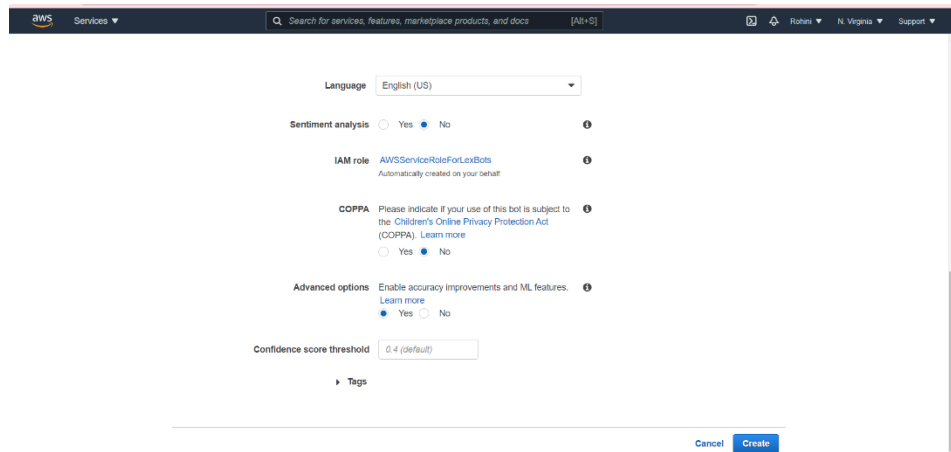 aws Services ▼ Search for services, features, marketplace products, and docs [Alt+S] Rohini ▼ N. Virginia ▼ Support ▼
Language English (US)
Sentiment analysis Yes No
IAM role AWSServiceRoleForLexBots
Automatically created on your behalf
COPPA Please indicate if your use of this bot is subject to
the Children's Online Privacy Protection Act
(COPPA). Learn more
Yes No
Advanced options Enable accuracy improvements and ML features.
Learn more
Yes No
Confidence score threshold 0.4 (default)
Tags
Cancel Create